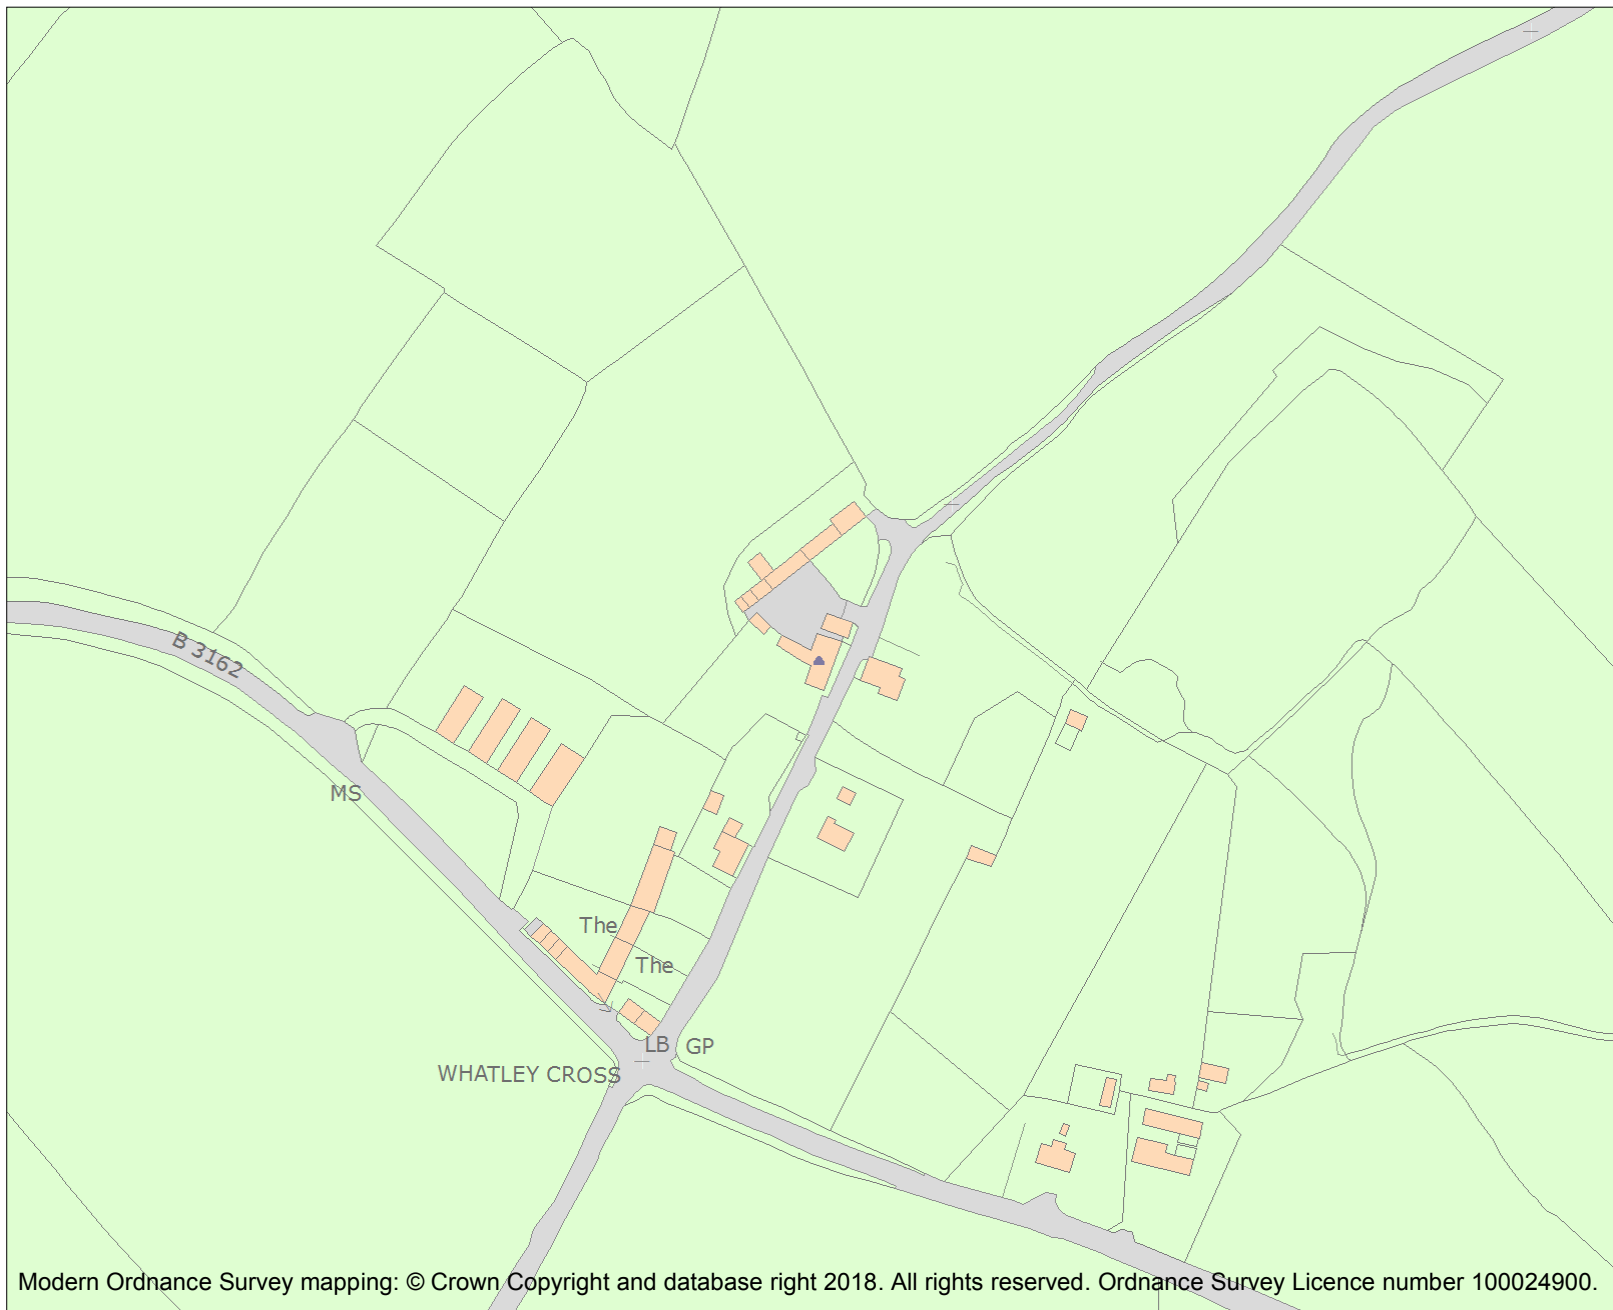 B 3162
MS
The
The
LB GP
WHATLEY CROSS
Modern Ordnance Survey mapping: © Crown Copyright and database right 2018. All rights reserved. Ordnance Survey Licence number 100024900.